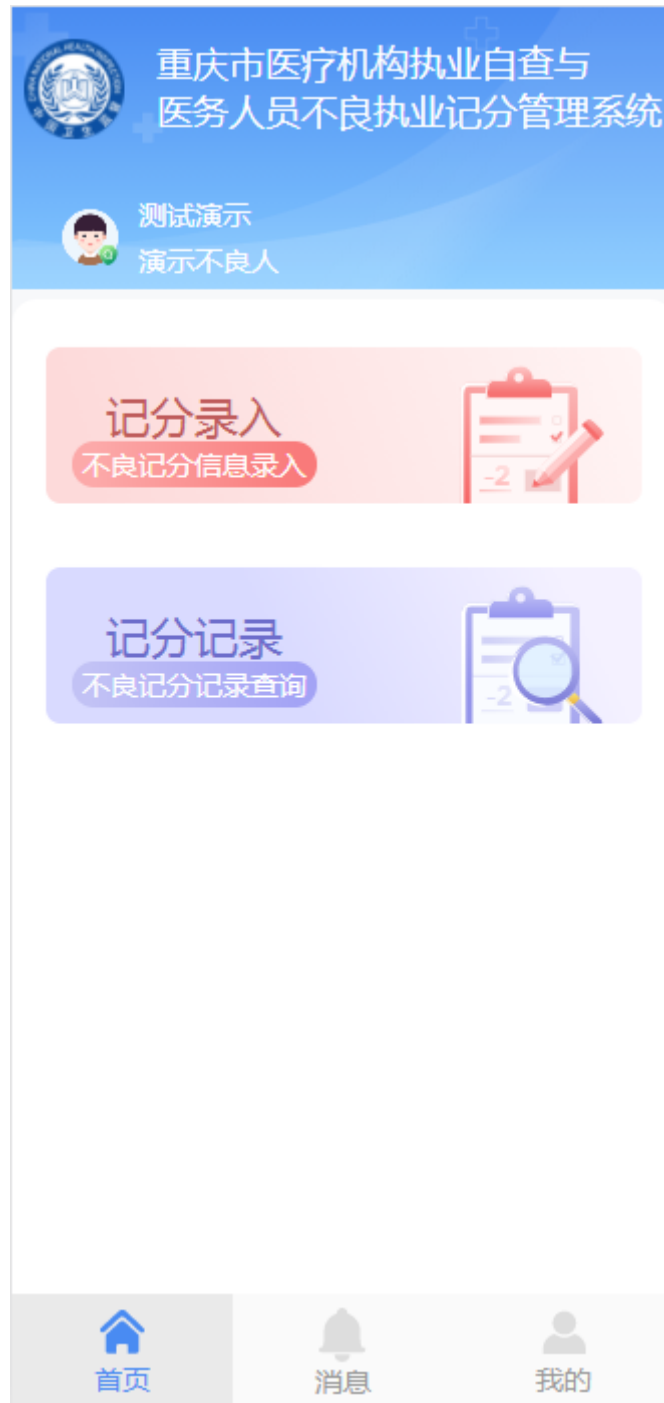 重庆市医疗机构执业自查与
医务人员不良执业记分管理系统
测试演示
演示不良人
记分录入
不良记分信息录入
-2
记分记录
不良记分记录查询
-2
首页
消息
我的